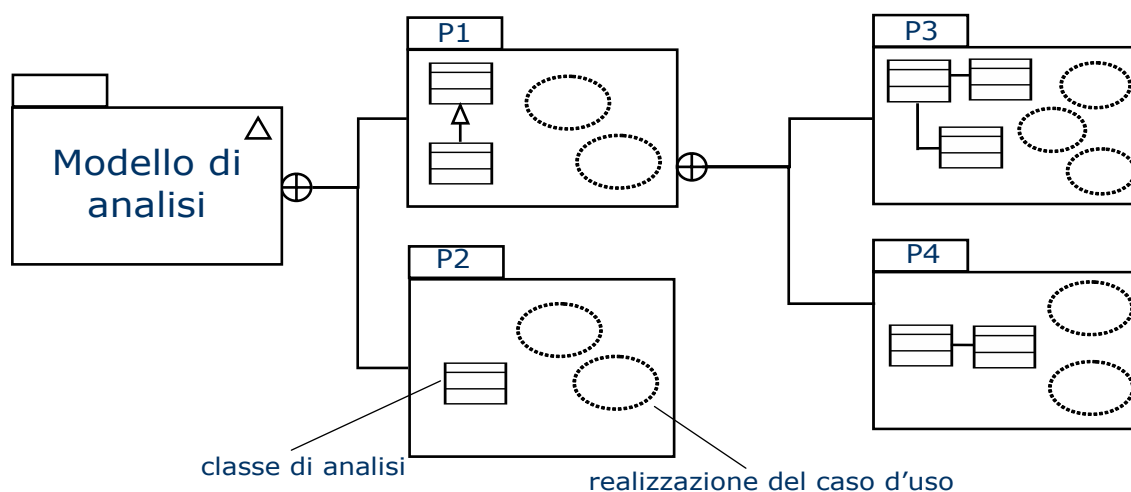 P1
P3
Modello di
analisi
P2
P4
classe di analisi
realizzazione del caso d'uso